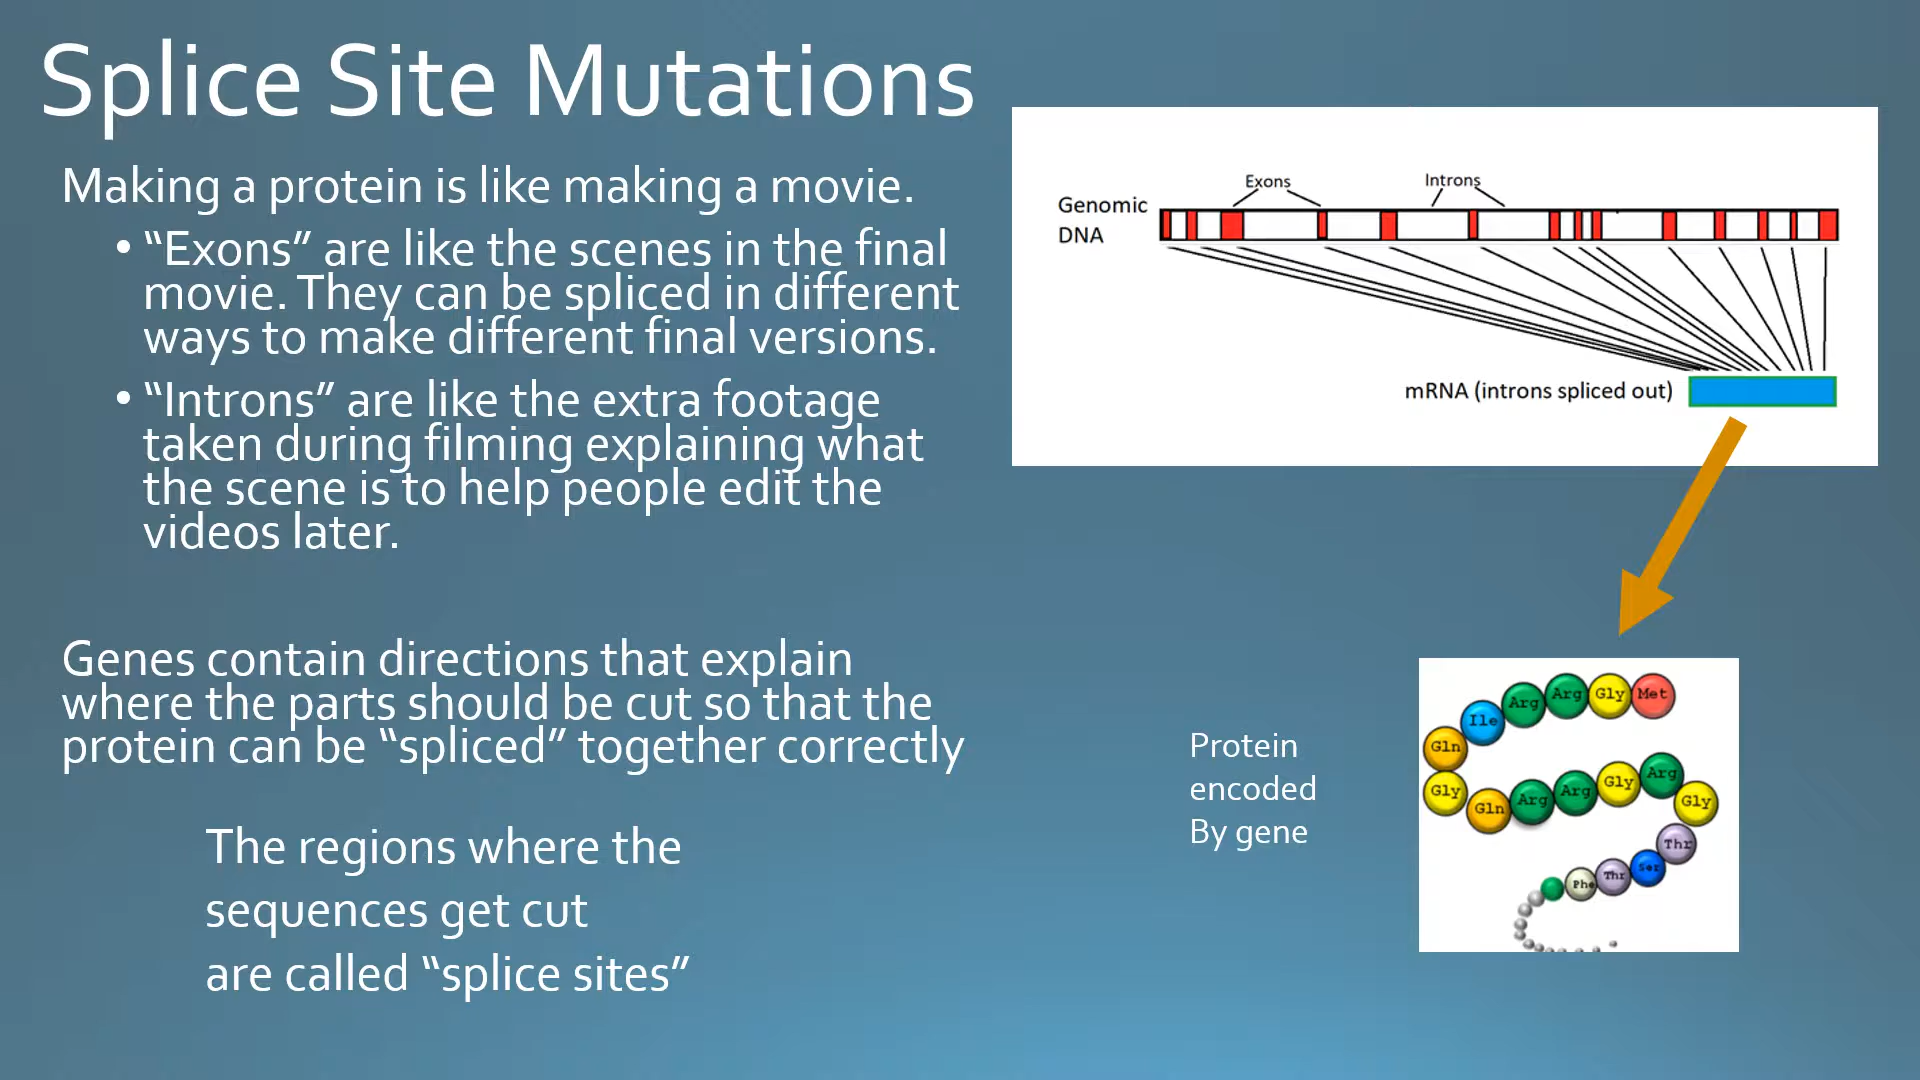 Splice Site Mutations
Making a protein is like making a movie.
• “Exons” are like the scenes in the final
movie. They can be spliced in different
ways to make different final versions.
• “Introns” are like the extra footage
taken during filming explaining what
the scene is to help people edit the
videos later.
Genes contain directions that explain
where the parts should be cut so that the
protein can be “spliced” together correctly
The regions where the
sequences get cut
are called “splice sites”
Exons
Introns
Genomic
DNA
mRNA (introns spliced out)
Protein
encoded
By gene
Met
Gly
Arg
Arg
Ile
Gln
Gly
Gln
Arg
Arg
Gly
Arg
Gly
Thr
Ser
Thr
Phe